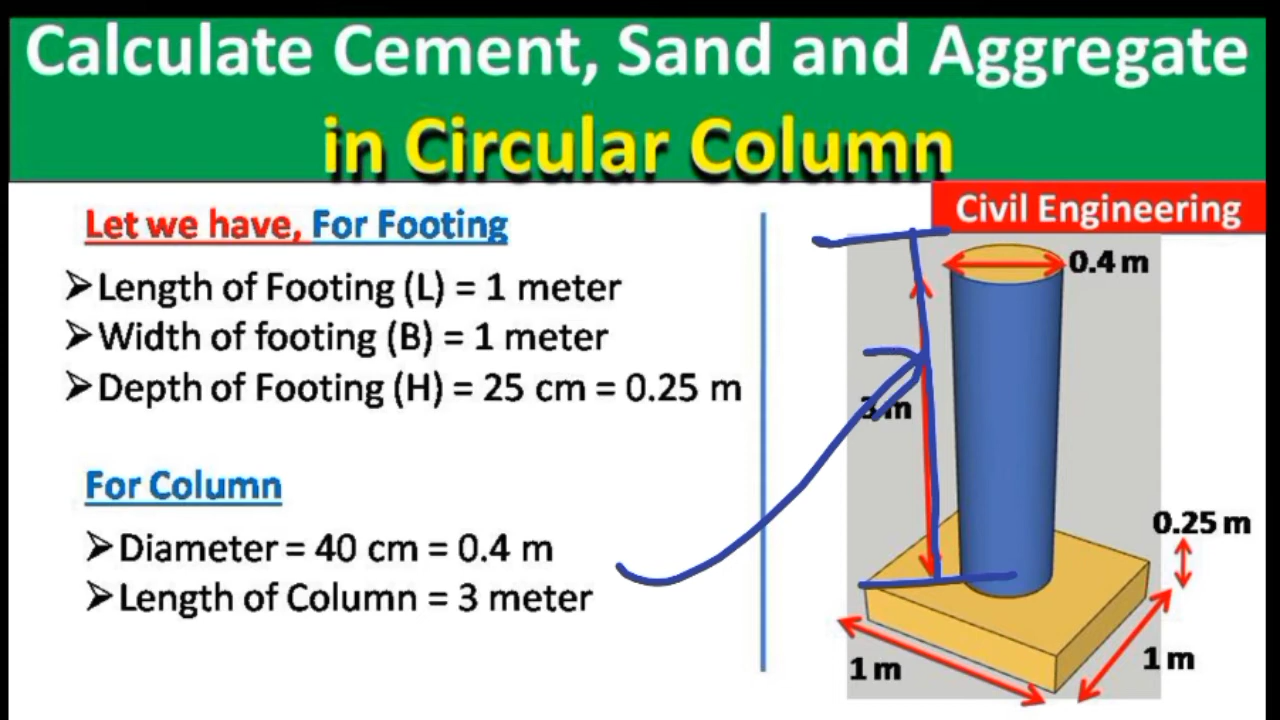 Calculate Cement, Sand and Aggregate
in Circular Column
Civil Engineering
Let we have, For Footing
➢Length of Footing (L) = 1 meter
➢Width of footing (B) = 1 meter
➢Depth of Footing (H) = 25 cm = 0.25 m
For Column
➢Diameter = 40 cm = 0.4 m
➢Length of Column = 3 meter
0.4 m
3 m
0.25 m
1 m
1 m